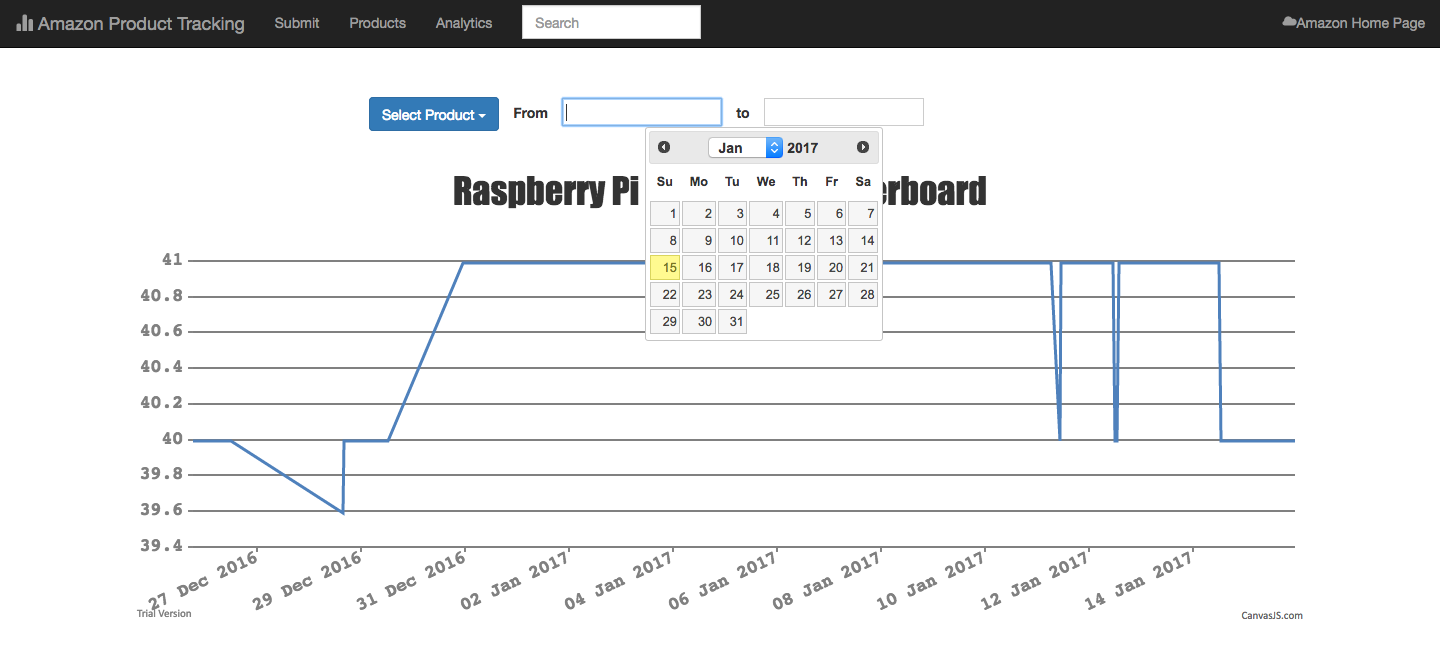 Amazon Product Tracking Submit Products Analytics Search Amazon Home Page
Select Product From to
Jan 2017
Raspberry Pi erboard
Su Mo Tu We Th Fr Sa
1 2 3 4 5 6 7
8 9 10 11 12 13 14
15 16 17 18 19 20 21
22 23 24 25 26 27 28
29 30 31
41
40.8
40.6
40.4
40.2
40
39.8
39.6
39.4
27 Dec 2016 29 Dec 2016 31 Dec 2016 02 Jan 2017 04 Jan 2017 06 Jan 2017 08 Jan 2017 10 Jan 2017 12 Jan 2017 14 Jan 2017
Trial Version CanvasJS.com